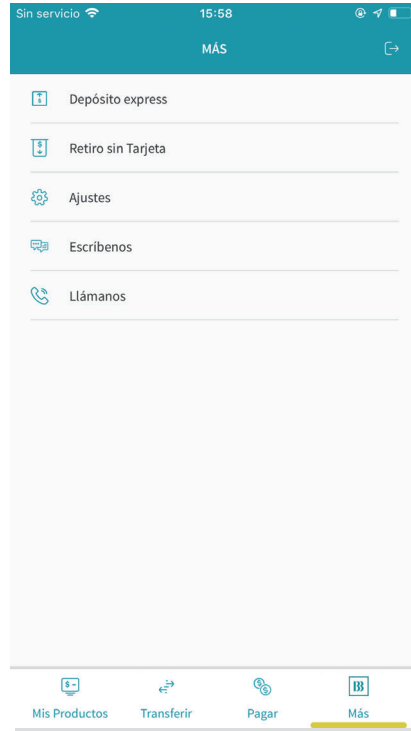 Sin servicio 15:58
MÁS
Depósito express
Retiro sin Tarjeta
Ajustes
Escríbenos
Llámanos
Mis Productos Transferir Pagar Más